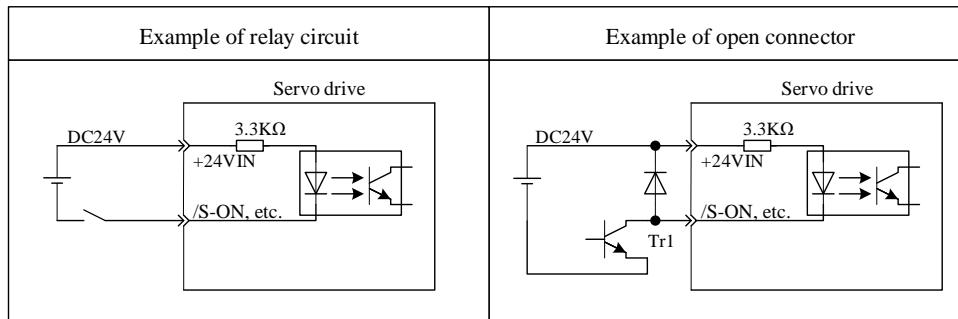 Example of relay circuit
Example of open connector
Servo drive
DC24V
3.3KΩ
+24VIN
/S-ON, etc.
Servo drive
DC24V
3.3KΩ
+24VIN
/S-ON, etc.
Tr1